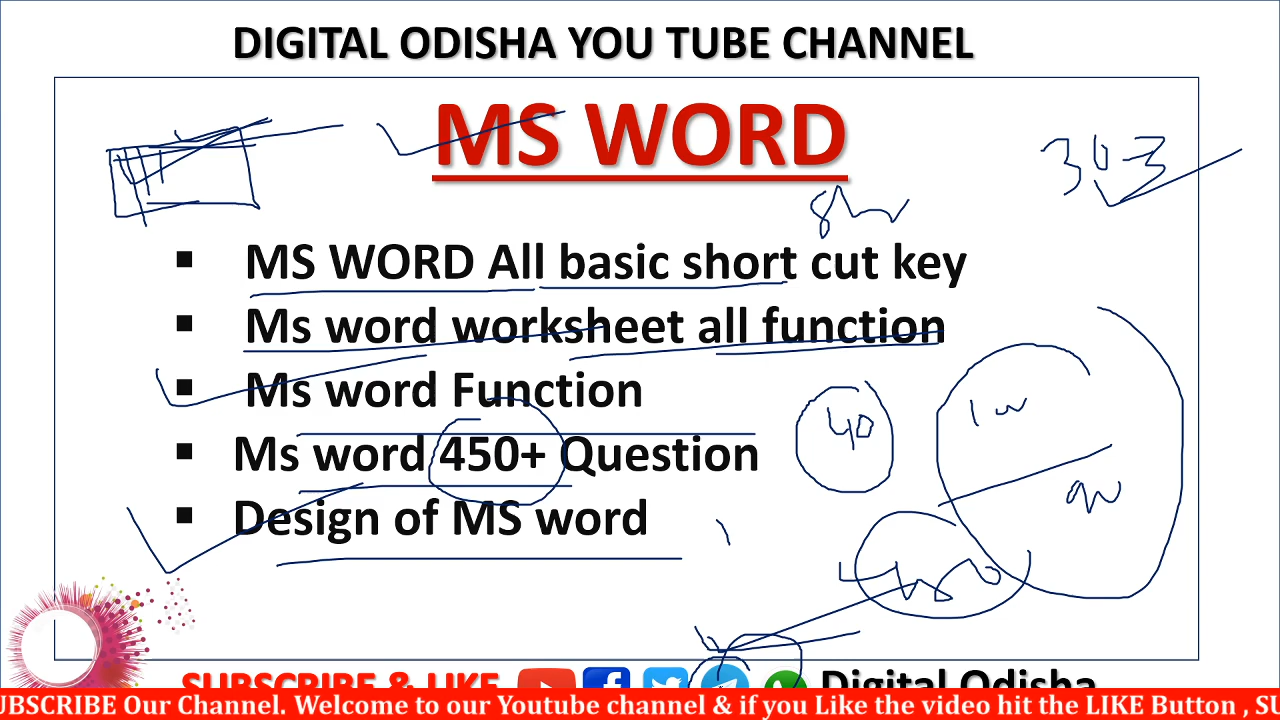 DIGITAL ODISHA YOU TUBE CHANNEL
MS WORD
303
MS WORD All basic short cut key
Ms word worksheet all function
Ms word Function
40
Ms word 450+ Question
Design of MS word
SUBSCRIBE & LIKE Digital Odisha
UBSCRIBE Our Channel. Welcome to our Youtube channel & if you Like the video hit the LIKE Button , SU